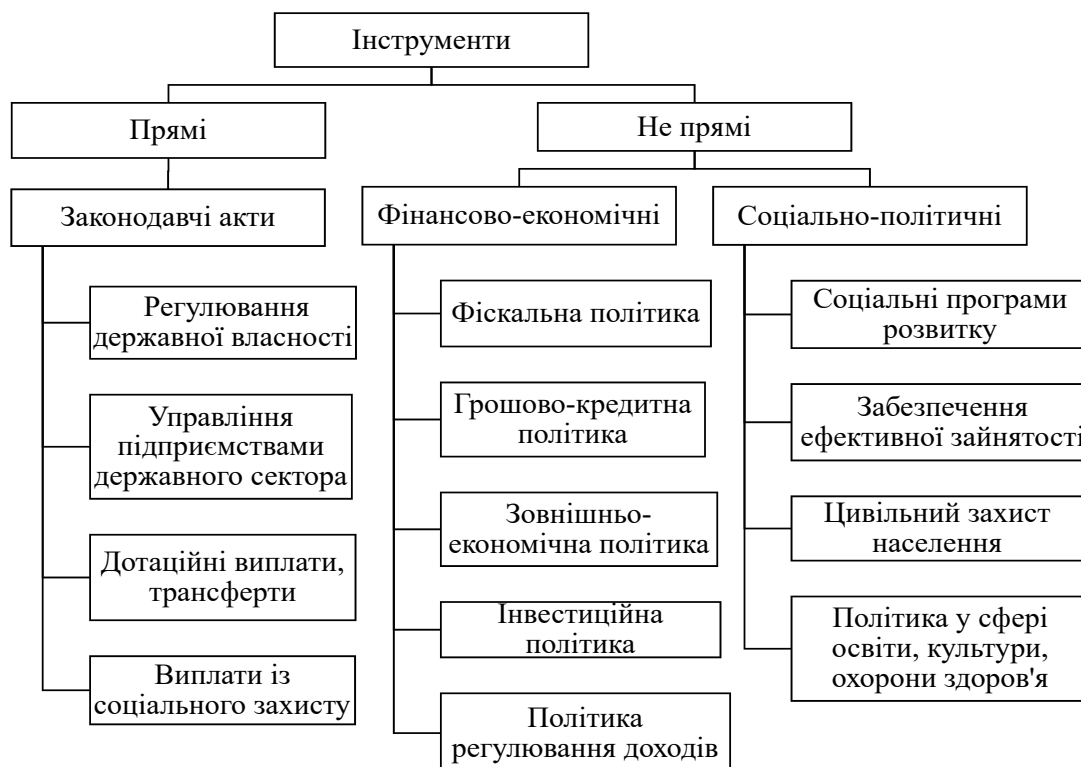 Інструменти
Прямі
Не прямі
Законодавчі акти
Фінансово-економічні
Соціально-політичні
Регулювання
державної власності
Управління
підприємствами
державного сектора
Дотаційні виплати,
трансферти
Виплати із
соціального захисту
Фіскальна політика
Грошово-кредитна
політика
Зовнішньо-
економічна політика
Інвестиційна
політика
Політика
регулювання доходів
Соціальні програми
розвитку
Забезпечення
ефективної зайнятості
Цивільний захист
населення
Політика у сфері
освіти, культури,
охорони здоров'я